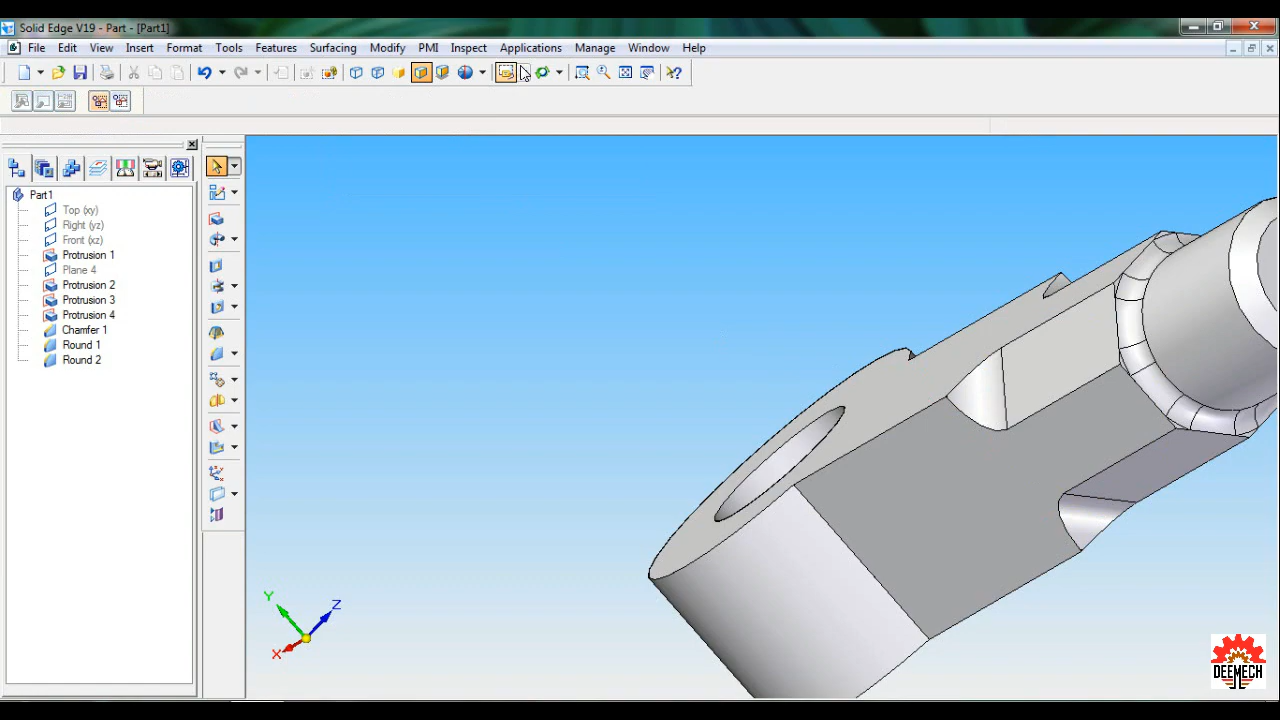 Solid Edge V19 - Part - [Part1]
File Edit View Insert Format Tools Features Surfacing Modify PMI Inspect Applications Manage Window Help
Part1
Top (xy)
Right (yz)
Front (xz)
Protrusion 1
Plane 4
Protrusion 2
Protrusion 3
Protrusion 4
Chamfer 1
Round 1
Round 2
Y
Z
X
DEEMECH